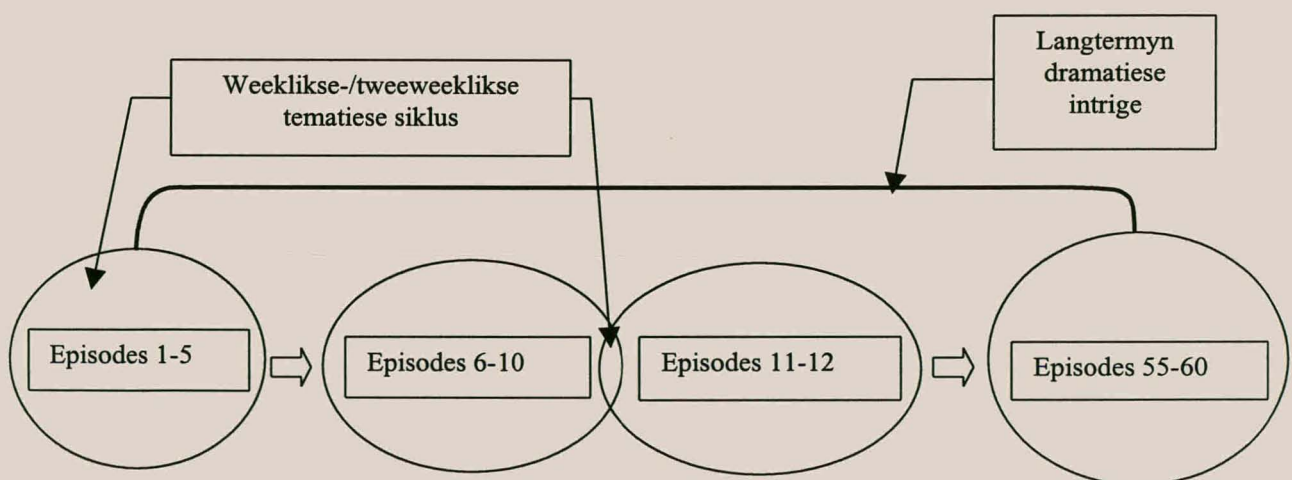 Weeklikse-/tweeweeklikse
tematiese siklus
Langtermyn
dramatiese
intrige
Episodes 1-5
Episodes 6-10
Episodes 11-12
Episodes 55-60